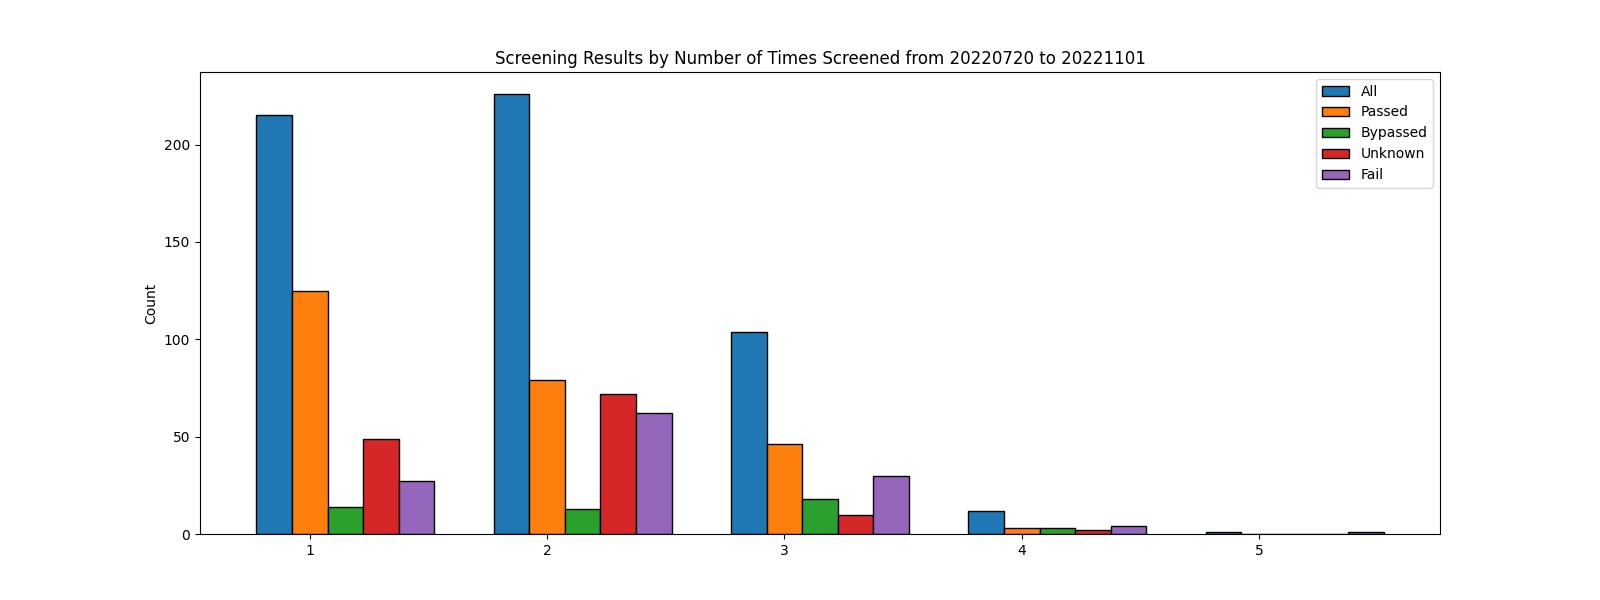 Screening Results by Number of Times Screened from 20220720 to 20221101
All
Passed
Bypassed
Unknown
Fail
Count
200
150
100
50
0
1 2 3 4 5